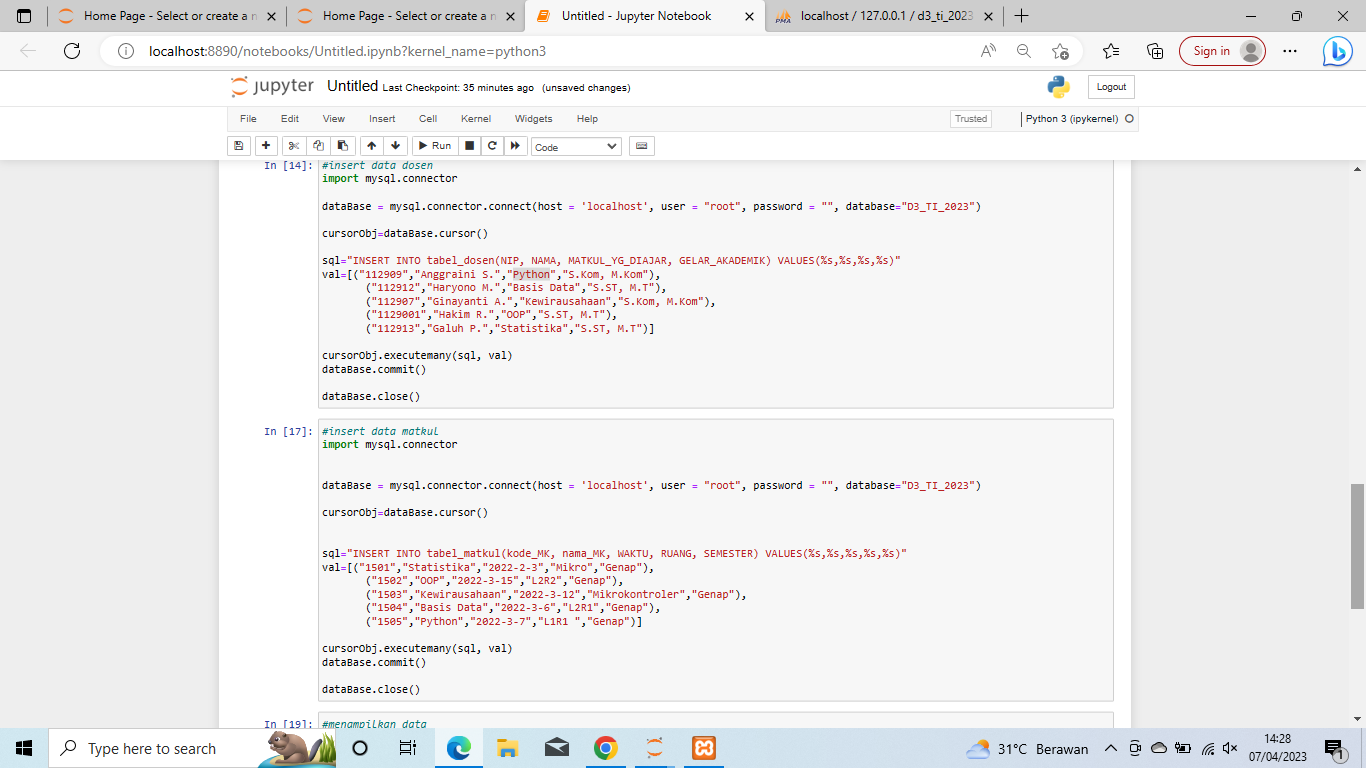 Home Page - Select or create a n
Home Page - Select or create a n
Untitled - Jupyter Notebook
localhost / 127.0.0.1 / d3_ti_2023
localhost:8890/notebooks/Untitled.ipynb?kernel_name=python3
Sign in
jupyter Untitled Last Checkpoint: 35 minutes ago (unsaved changes)
Logout
File Edit View Insert Cell Kernel Widgets Help
Trusted
Python 3 (ipykernel)
Run
Code
In [14]:
#insert data dosen
import mysql.connector
dataBase = mysql.connector.connect(host = 'localhost', user = "root", password = "", database="D3_TI_2023")
cursorObj=dataBase.cursor()
sql="INSERT INTO tabel_dosen(NIP, NAMA, MATKUL_YG_DIAJAR, GELAR_AKADEMIK) VALUES(%s,%s,%s,%s)"
val=[("112909","Anggraini S.","Python","S.Kom, M.Kom"),
("112912","Haryono M.","Basis Data","S.ST, M.T"),
("112907","Ginayanti A.","Kewirausahaan","S.Kom, M.Kom"),
("1129001","Hakim R.","OOP","S.ST, M.T"),
("112913","Galuh P.","Statistika","S.ST, M.T")]
cursorObj.executemany(sql, val)
dataBase.commit()
dataBase.close()
In [17]:
#insert data matkul
import mysql.connector
dataBase = mysql.connector.connect(host = 'localhost', user = "root", password = "", database="D3_TI_2023")
cursorObj=dataBase.cursor()
sql="INSERT INTO tabel_matkul(kode_MK, nama_MK, WAKTU, RUANG, SEMESTER) VALUES(%s,%s,%s,%s,%s)"
val=[("1501","Statistika","2022-2-3","Mikro","Genap"),
("1502","OOP","2022-3-15","L2R2","Genap"),
("1503","Kewirausahaan","2022-3-12","Mikrokontroler","Genap"),
("1504","Basis Data","2022-3-6","L2R1","Genap"),
("1505","Python","2022-3-7","L1R1 ","Genap")]
cursorObj.executemany(sql, val)
dataBase.commit()
dataBase.close()
In [19]:
#menampilkan data
Type here to search
31°C Berawan
14:28
07/04/2023
1